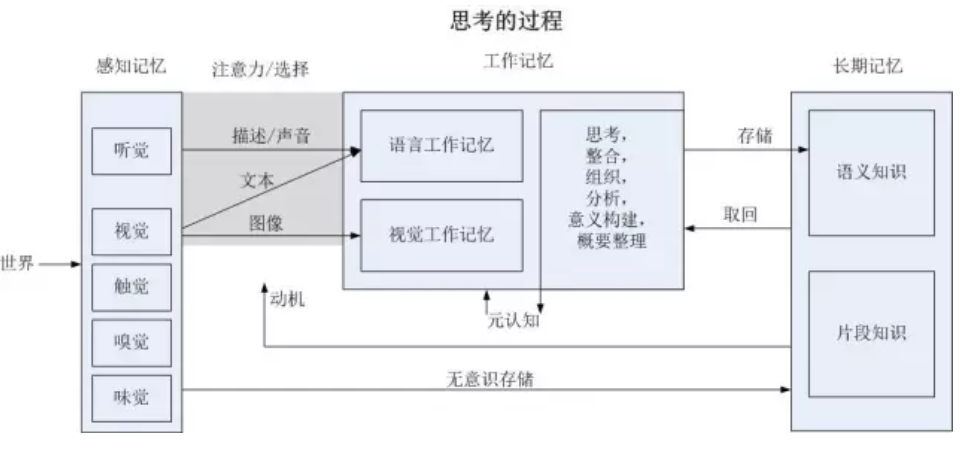 思考的过程
感知记忆
注意力/选择
工作记忆
长期记忆
世界
听觉
视觉
触觉
嗅觉
味觉
描述/声音
文本
图像
语言工作记忆
视觉工作记忆
思考，
整合，
组织，
分析，
意义构建，
概要整理
存储
取回
语义知识
片段知识
动机
元认知
无意识存储